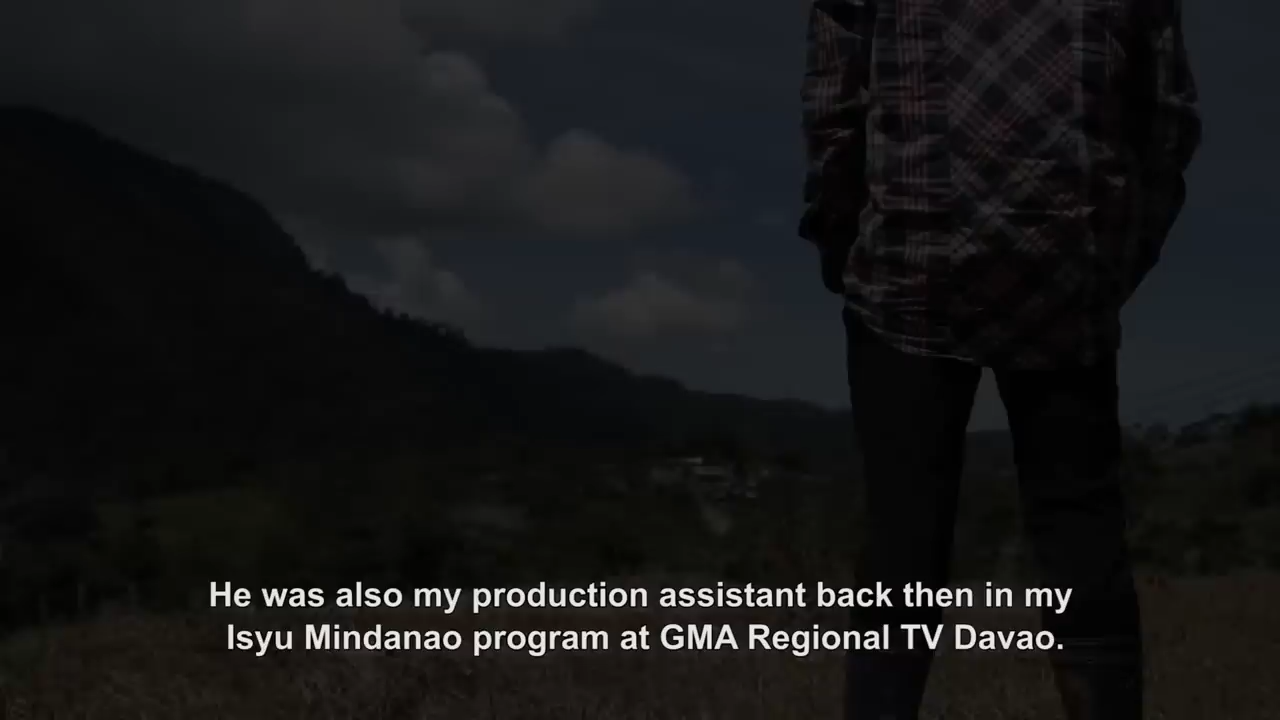 He was also my production assistant back then in my
Isyu Mindanao program at GMA Regional TV Davao.